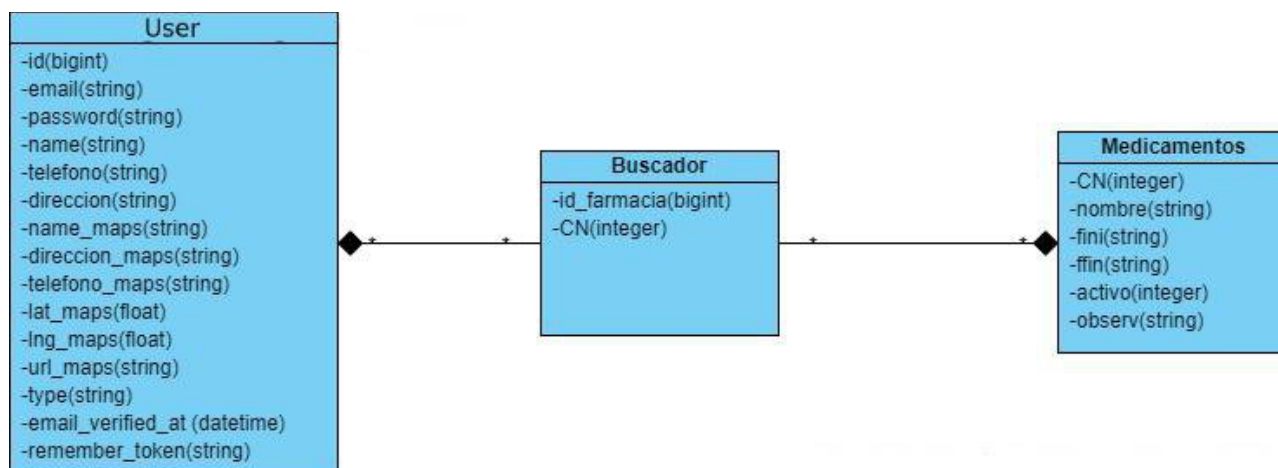 User
-id(bigint)
-email(string)
-password(string)
-name(string)
-telefono(string)
-direccion(string)
-name_maps(string)
-direccion_maps(string)
-telefono_maps(string)
-lat_maps(float)
-lng_maps(float)
-url_maps(string)
-type(string)
-email_verified_at (datetime)
-remember_token(string)
* *
Buscador
-id_farmacia(bigint)
-CN(integer)
* *
Medicamentos
-CN(integer)
-nombre(string)
-fini(string)
-ffin(string)
-activo(integer)
-observ(string)